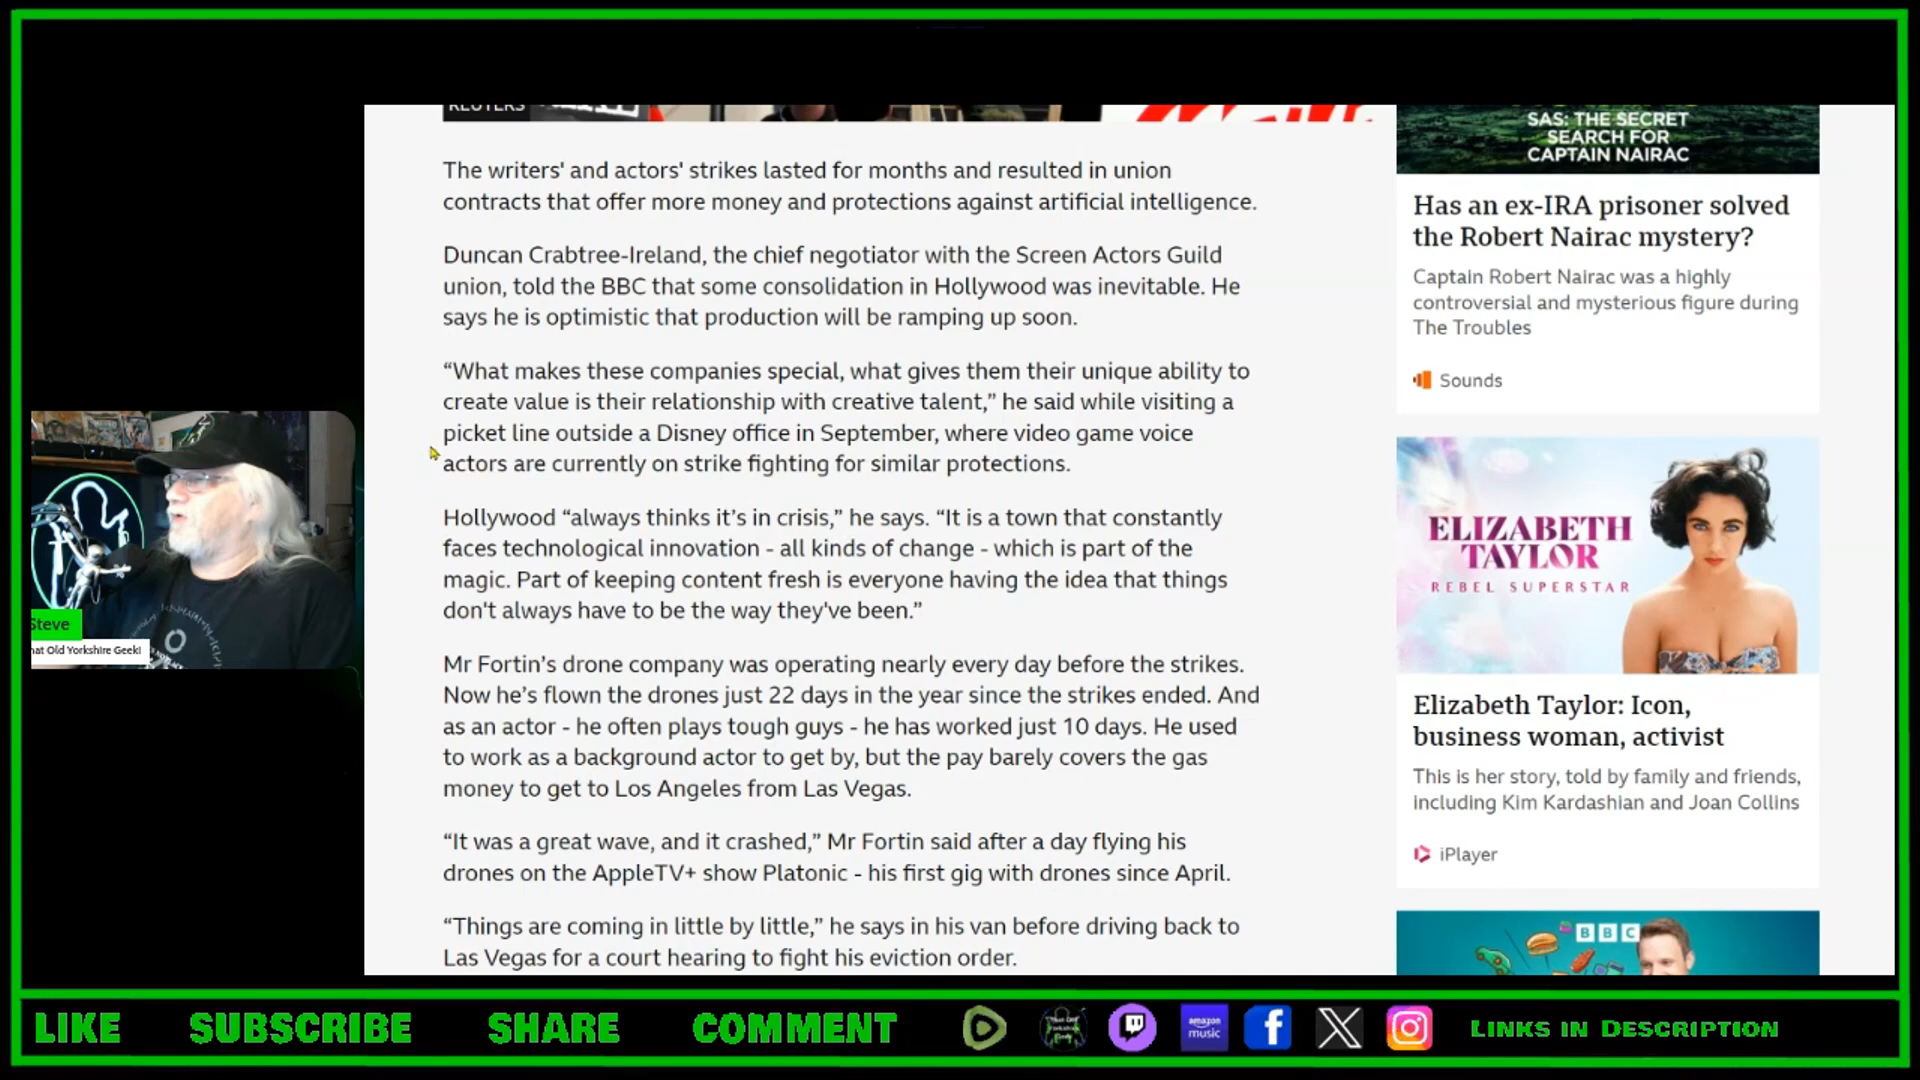 REUTERS
The writers' and actors' strikes lasted for months and resulted in union
contracts that offer more money and protections against artificial intelligence.
Duncan Crabtree-Ireland, the chief negotiator with the Screen Actors Guild
union, told the BBC that some consolidation in Hollywood was inevitable. He
says he is optimistic that production will be ramping up soon.
“What makes these companies special, what gives them their unique ability to
create value is their relationship with creative talent,” he said while visiting a
picket line outside a Disney office in September, where video game voice
actors are currently on strike fighting for similar protections.
Hollywood “always thinks it’s in crisis,” he says. “It is a town that constantly
faces technological innovation - all kinds of change - which is part of the
magic. Part of keeping content fresh is everyone having the idea that things
don't always have to be the way they've been.”
Mr Fortin’s drone company was operating nearly every day before the strikes.
Now he’s flown the drones just 22 days in the year since the strikes ended. And
as an actor - he often plays tough guys - he has worked just 10 days. He used
to work as a background actor to get by, but the pay barely covers the gas
money to get to Los Angeles from Las Vegas.
“It was a great wave, and it crashed,” Mr Fortin said after a day flying his
drones on the AppleTV+ show Platonic - his first gig with drones since April.
“Things are coming in little by little,” he says in his van before driving back to
Las Vegas for a court hearing to fight his eviction order.
SAS: THE SECRET
SEARCH FOR
CAPTAIN NAIRAC
Has an ex-IRA prisoner solved
the Robert Nairac mystery?
Captain Robert Nairac was a highly
controversial and mysterious figure during
The Troubles
Sounds
ELIZABETH
TAYLOR
REBEL SUPERSTAR
Elizabeth Taylor: Icon,
business woman, activist
This is her story, told by family and friends,
including Kim Kardashian and Joan Collins
iPlayer
BBC
Steve
hat Old Yorkshire Geek!
LIKE SUBSCRIBE SHARE COMMENT
amazon
music
LINKS IN DESCRIPTION